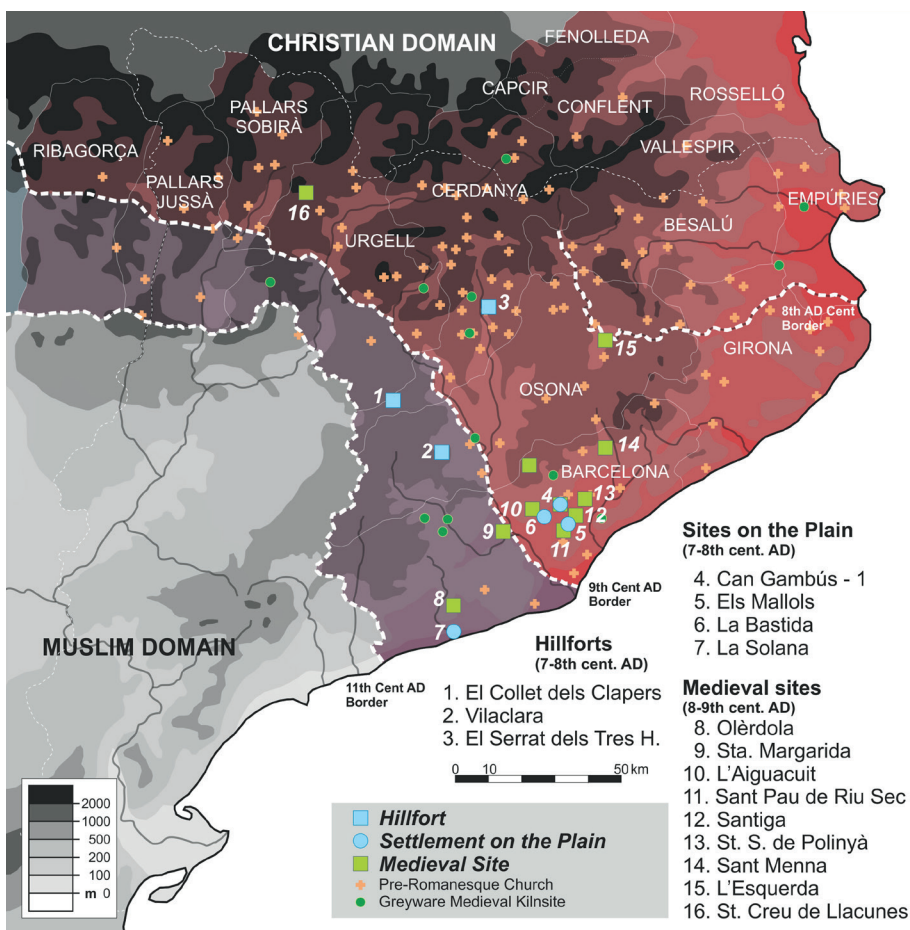 CHRISTIAN DOMAIN
FENOLLEDA
CAPCIR
CONFLENT
ROSSELLÓ
PALLARS
SOBIRÀ
RIBAGORÇA
VALLESPIR
PALLARS
JUSSÀ
CERDANYA
EMPÚRIES
16
BESALÚ
URGELL
3
8th AD Cent
Border
15
GIRONA
OSONA
1
2
14
BARCELONA
4
13
10
12
6
5
9
11
8
7
9th Cent AD
Border
MUSLIM DOMAIN
11th Cent AD
Border
Hillforts
(7-8th cent. AD)
1. El Collet dels Clapers
2. Vilaclara
3. El Serrat dels Tres H.
0 10 50 km
Sites on the Plain
(7-8th cent. AD)
4. Can Gambús - 1
5. Els Mallols
6. La Bastida
7. La Solana
Medieval sites
(8-9th cent. AD)
8. Olèrdola
9. Sta. Margarida
10. L'Aiguacuit
11. Sant Pau de Riu Sec
12. Santiga
13. St. S. de Polinyà
14. Sant Menna
15. L'Esquerda
16. St. Creu de Llacunes
2000
1000
500
200
100
m 0
Hillfort
Settlement on the Plain
Medieval Site
Pre-Romanesque Church
Greyware Medieval Kilnsite